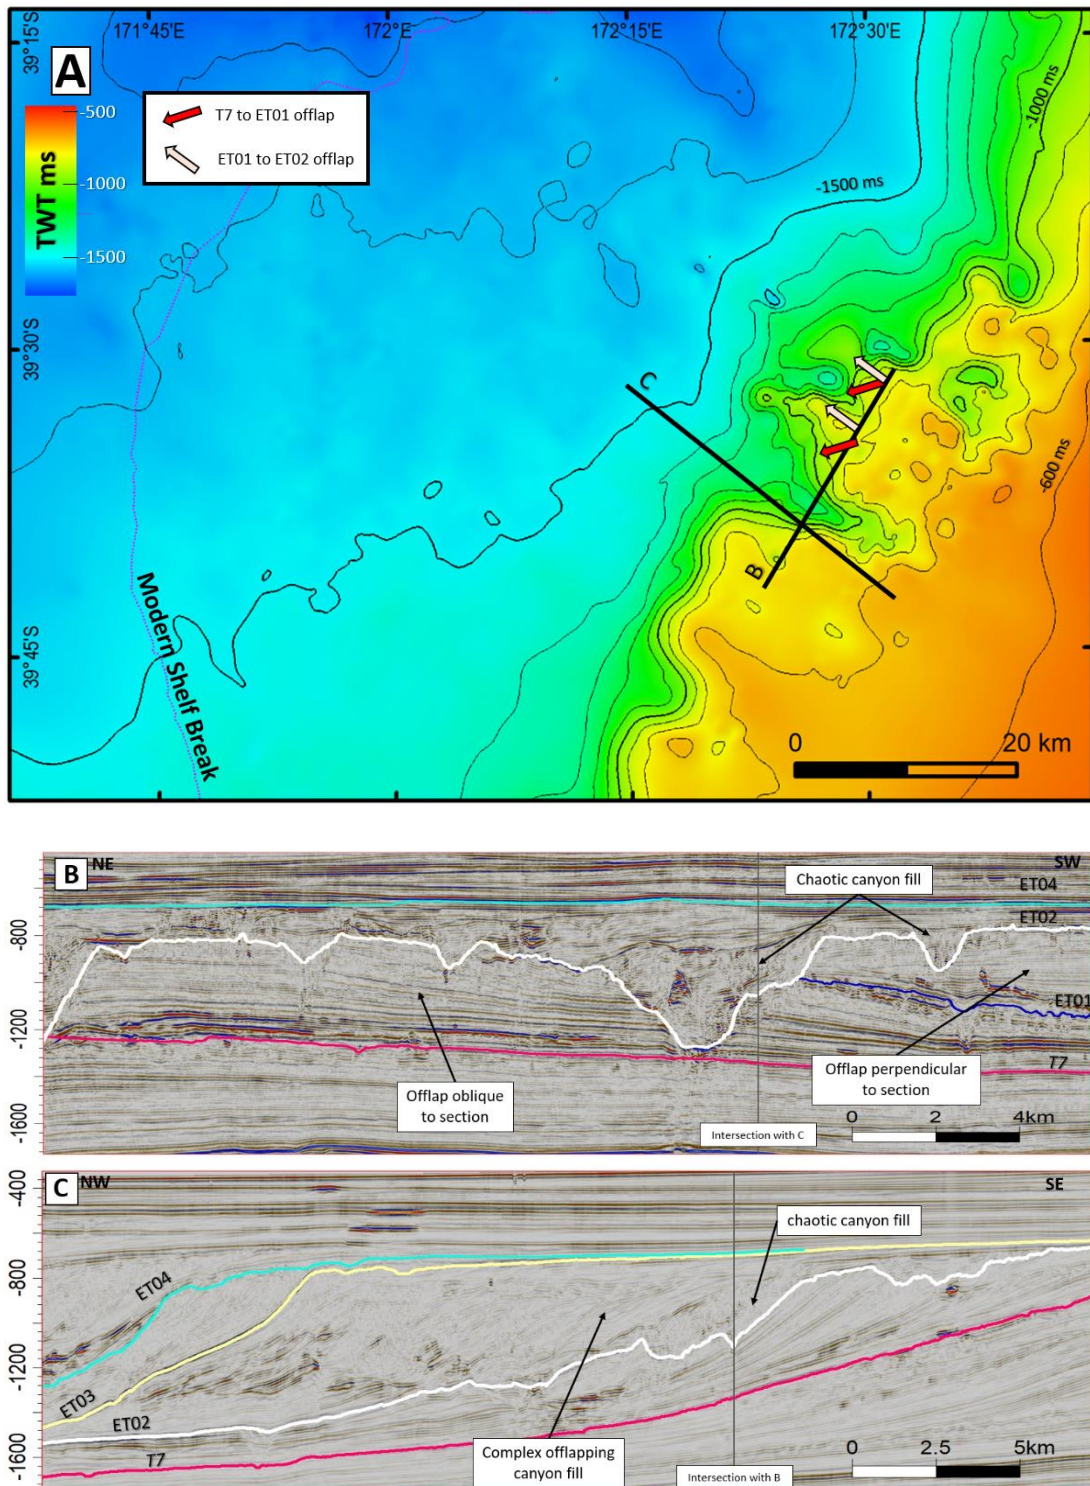 171°45'E
172°E
172°15'E
172°30'E
39°15'S
A
-500
-1000
-1500
TWT ms
T7 to ET01 offlap
ET01 to ET02 offlap
-1000 ms
-1500 ms
39°30'S
C
-600 ms
B
39°45'S
Modern Shelf Break
0
20 km
B
NE
SW
Chaotic canyon fill
ET04
ET02
-800
ET01
-1200
T7
Offlap oblique
to section
Offlap perpendicular
to section
-1600
0
2
4km
Intersection with C
C
NW
SE
-400
chaotic canyon fill
-800
ET04
-1200
ET03
ET02
T7
-1600
Complex offlapping
canyon fill
Intersection with B
0
2.5
5km